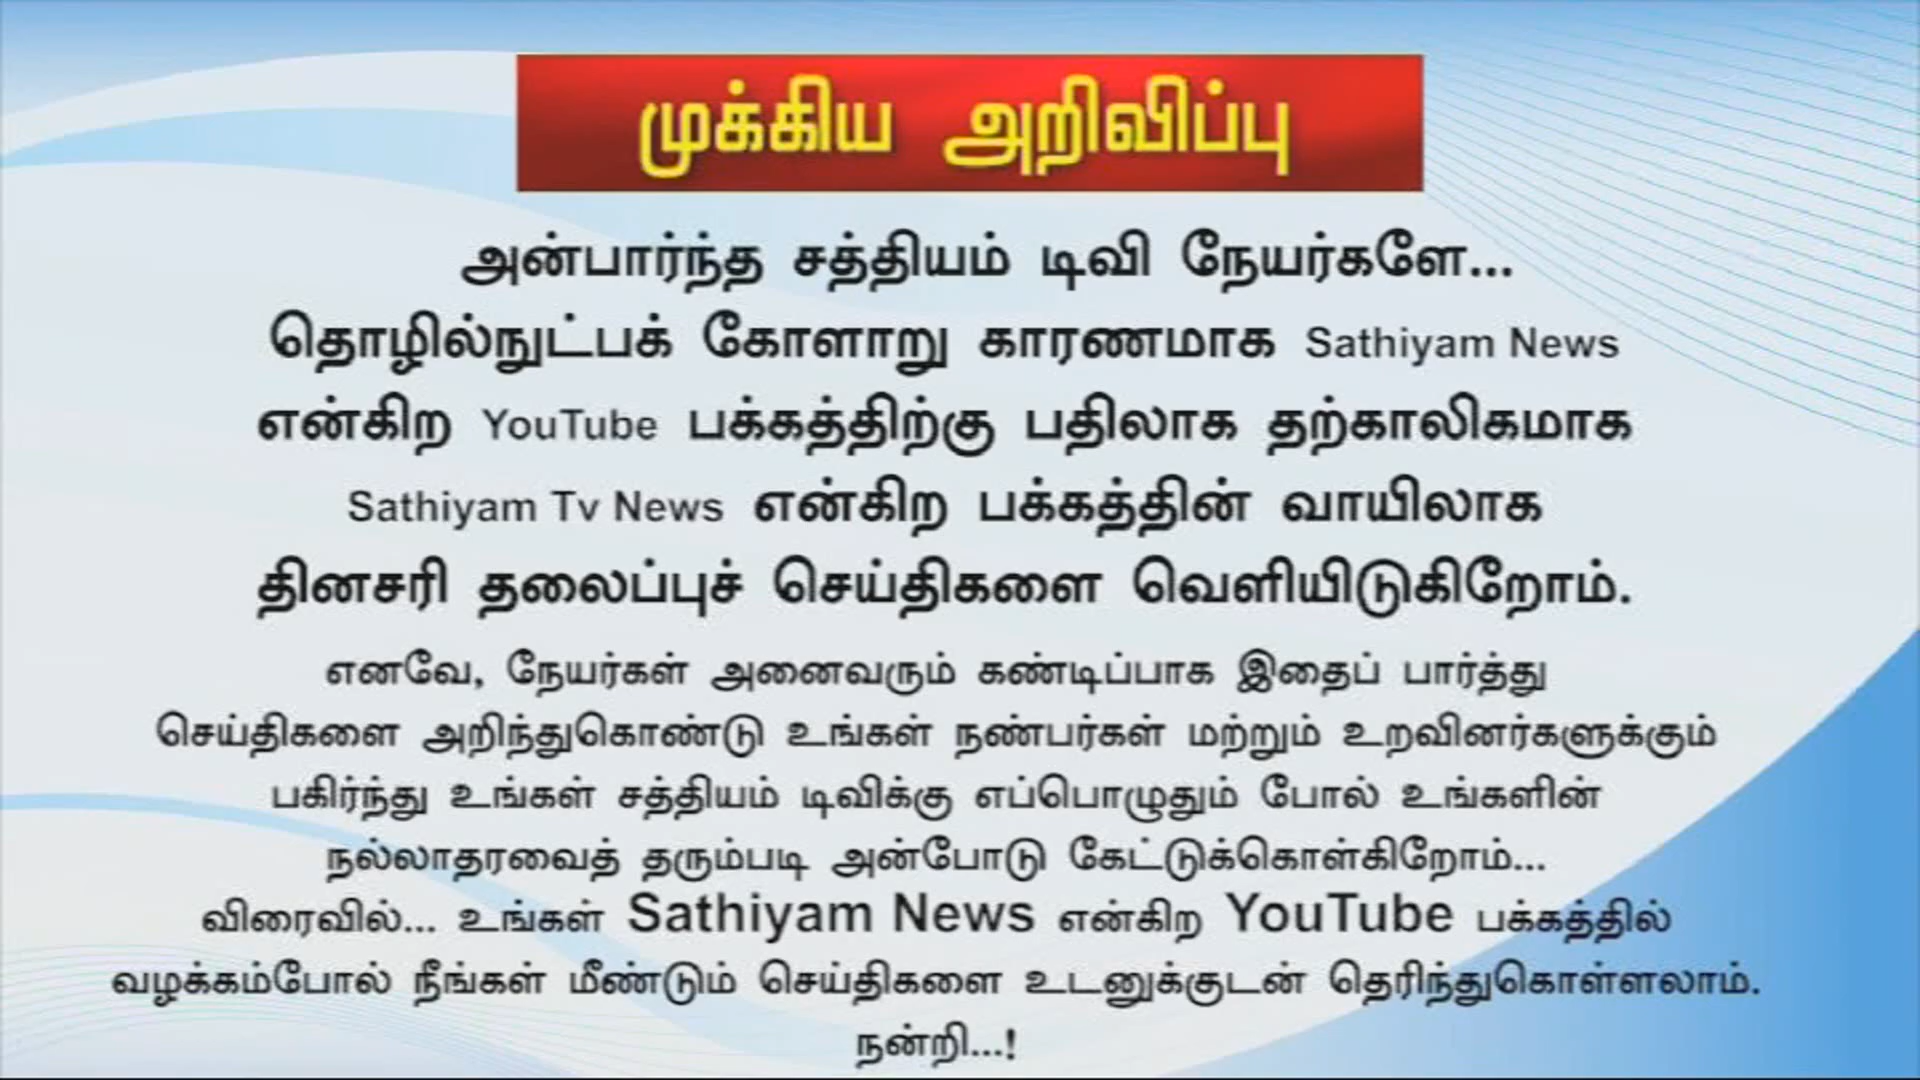 முக்கிய அறிவிப்பு
அன்பார்ந்த சத்தியம் டிவி நேயர்களே...
தொழில்நுட்பக் கோளாறு காரணமாக Sathiyam News
என்கிற YouTube பக்கத்திற்கு பதிலாக தற்காலிகமாக
Sathiyam Tv News என்கிற பக்கத்தின் வாயிலாக
தினசரி தலைப்புச் செய்திகளை வெளியிடுகிறோம்.
எனவே, நேயர்கள் அனைவரும் கண்டிப்பாக இதைப் பார்த்து
செய்திகளை அறிந்துகொண்டு உங்கள் நண்பர்கள் மற்றும் உறவினர்களுக்கும்
பகிர்ந்து உங்கள் சத்தியம் டிவிக்கு எப்பொழுதும் போல் உங்களின்
நல்லாதரவைத் தரும்படி அன்போடு கேட்டுக்கொள்கிறோம்...
விரைவில்... உங்கள் Sathiyam News என்கிற YouTube பக்கத்தில்
வழக்கம்போல் நீங்கள் மீண்டும் செய்திகளை உடனுக்குடன் தெரிந்துகொள்ளலாம்.
நன்றி...!